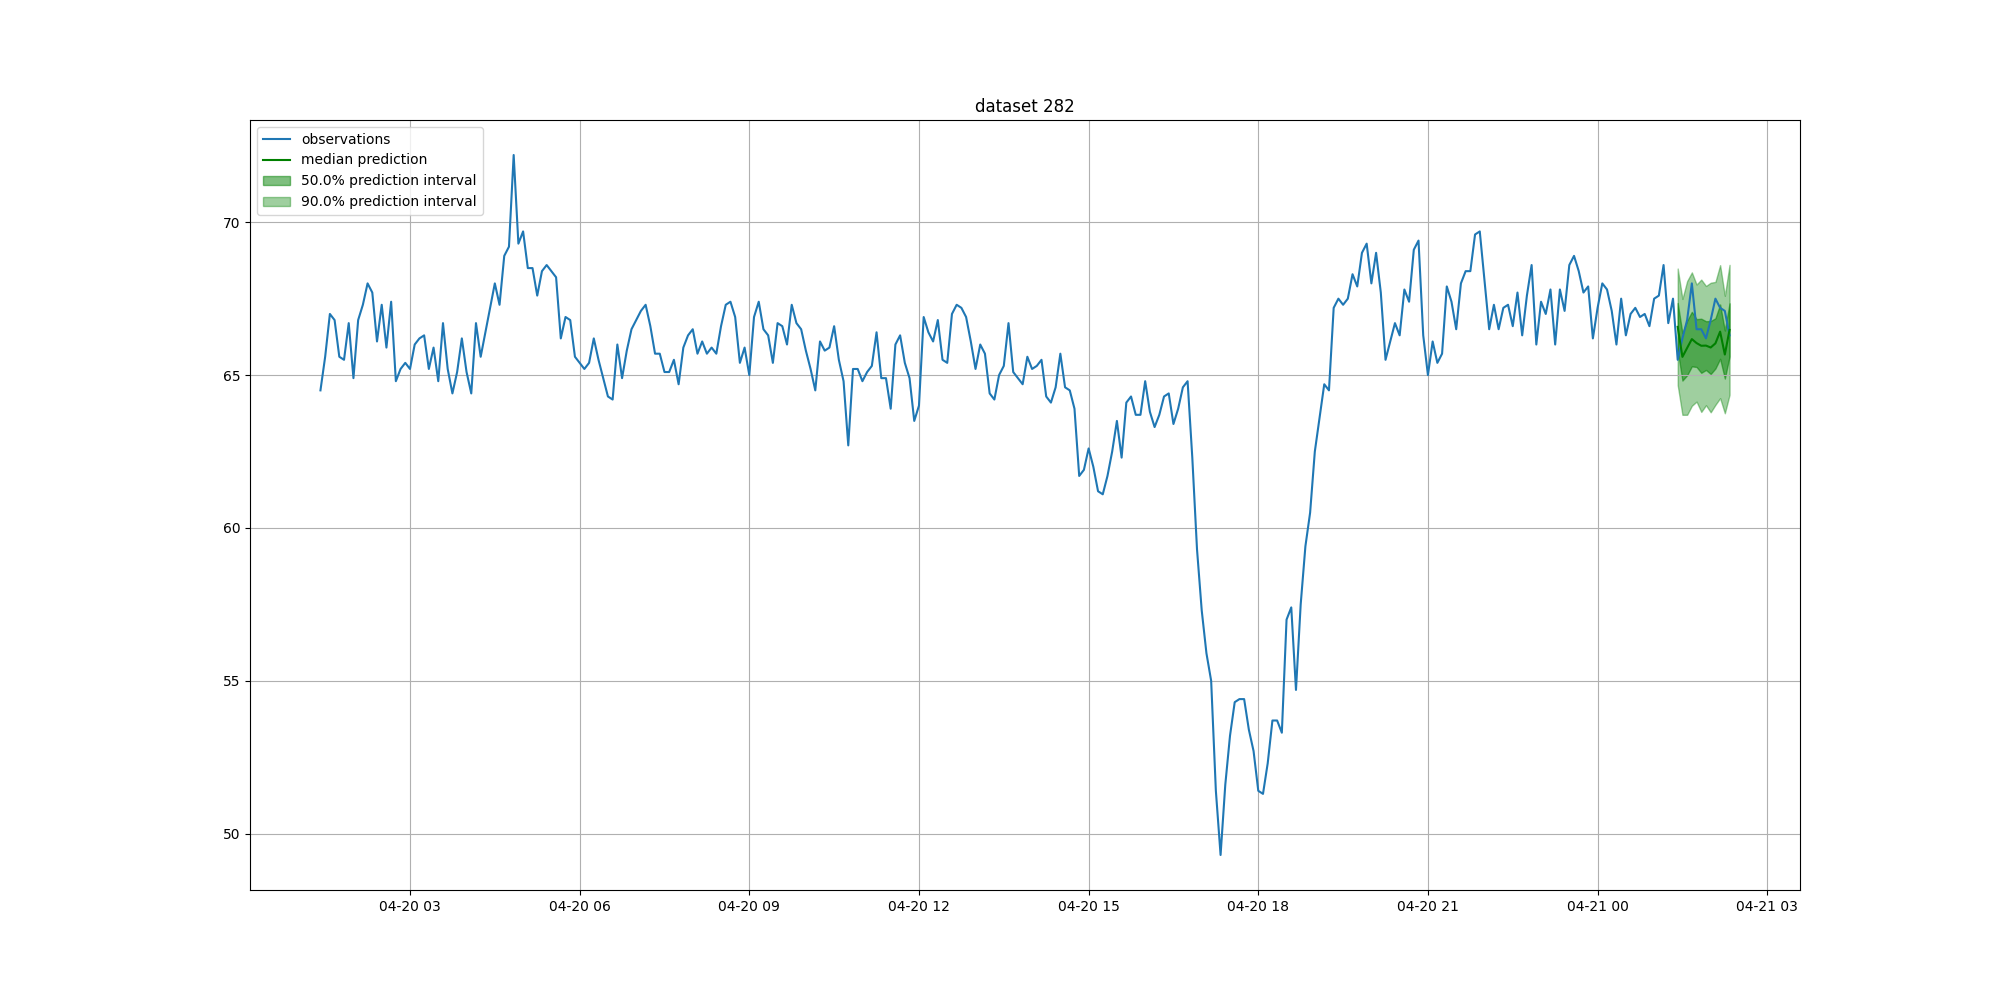 dataset 282
observations
median prediction
50.0% prediction interval
90.0% prediction interval
70
65
60
55
50
04-20 03
04-20 06
04-20 09
04-20 12
04-20 15
04-20 18
04-20 21
04-21 00
04-21 03